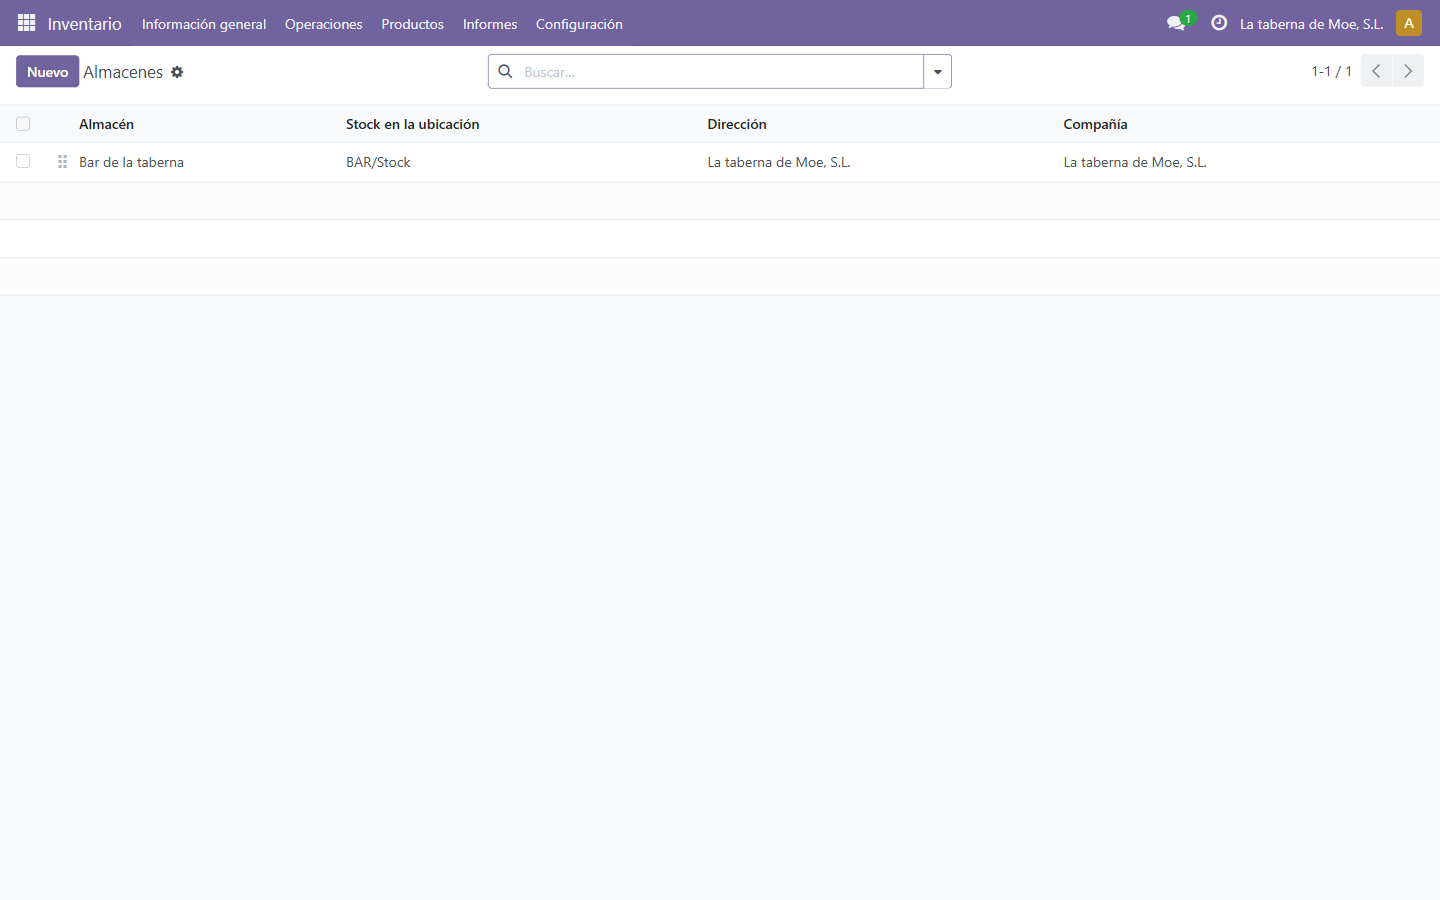 Inventario Información general Operaciones Productos Informes Configuración 1 La taberna de Moe, S.L. A
Nuevo Almacenes Buscar... 1-1 / 1
Almacén Stock en la ubicación Dirección Compañía
Bar de la taberna BAR/Stock La taberna de Moe, S.L. La taberna de Moe, S.L.